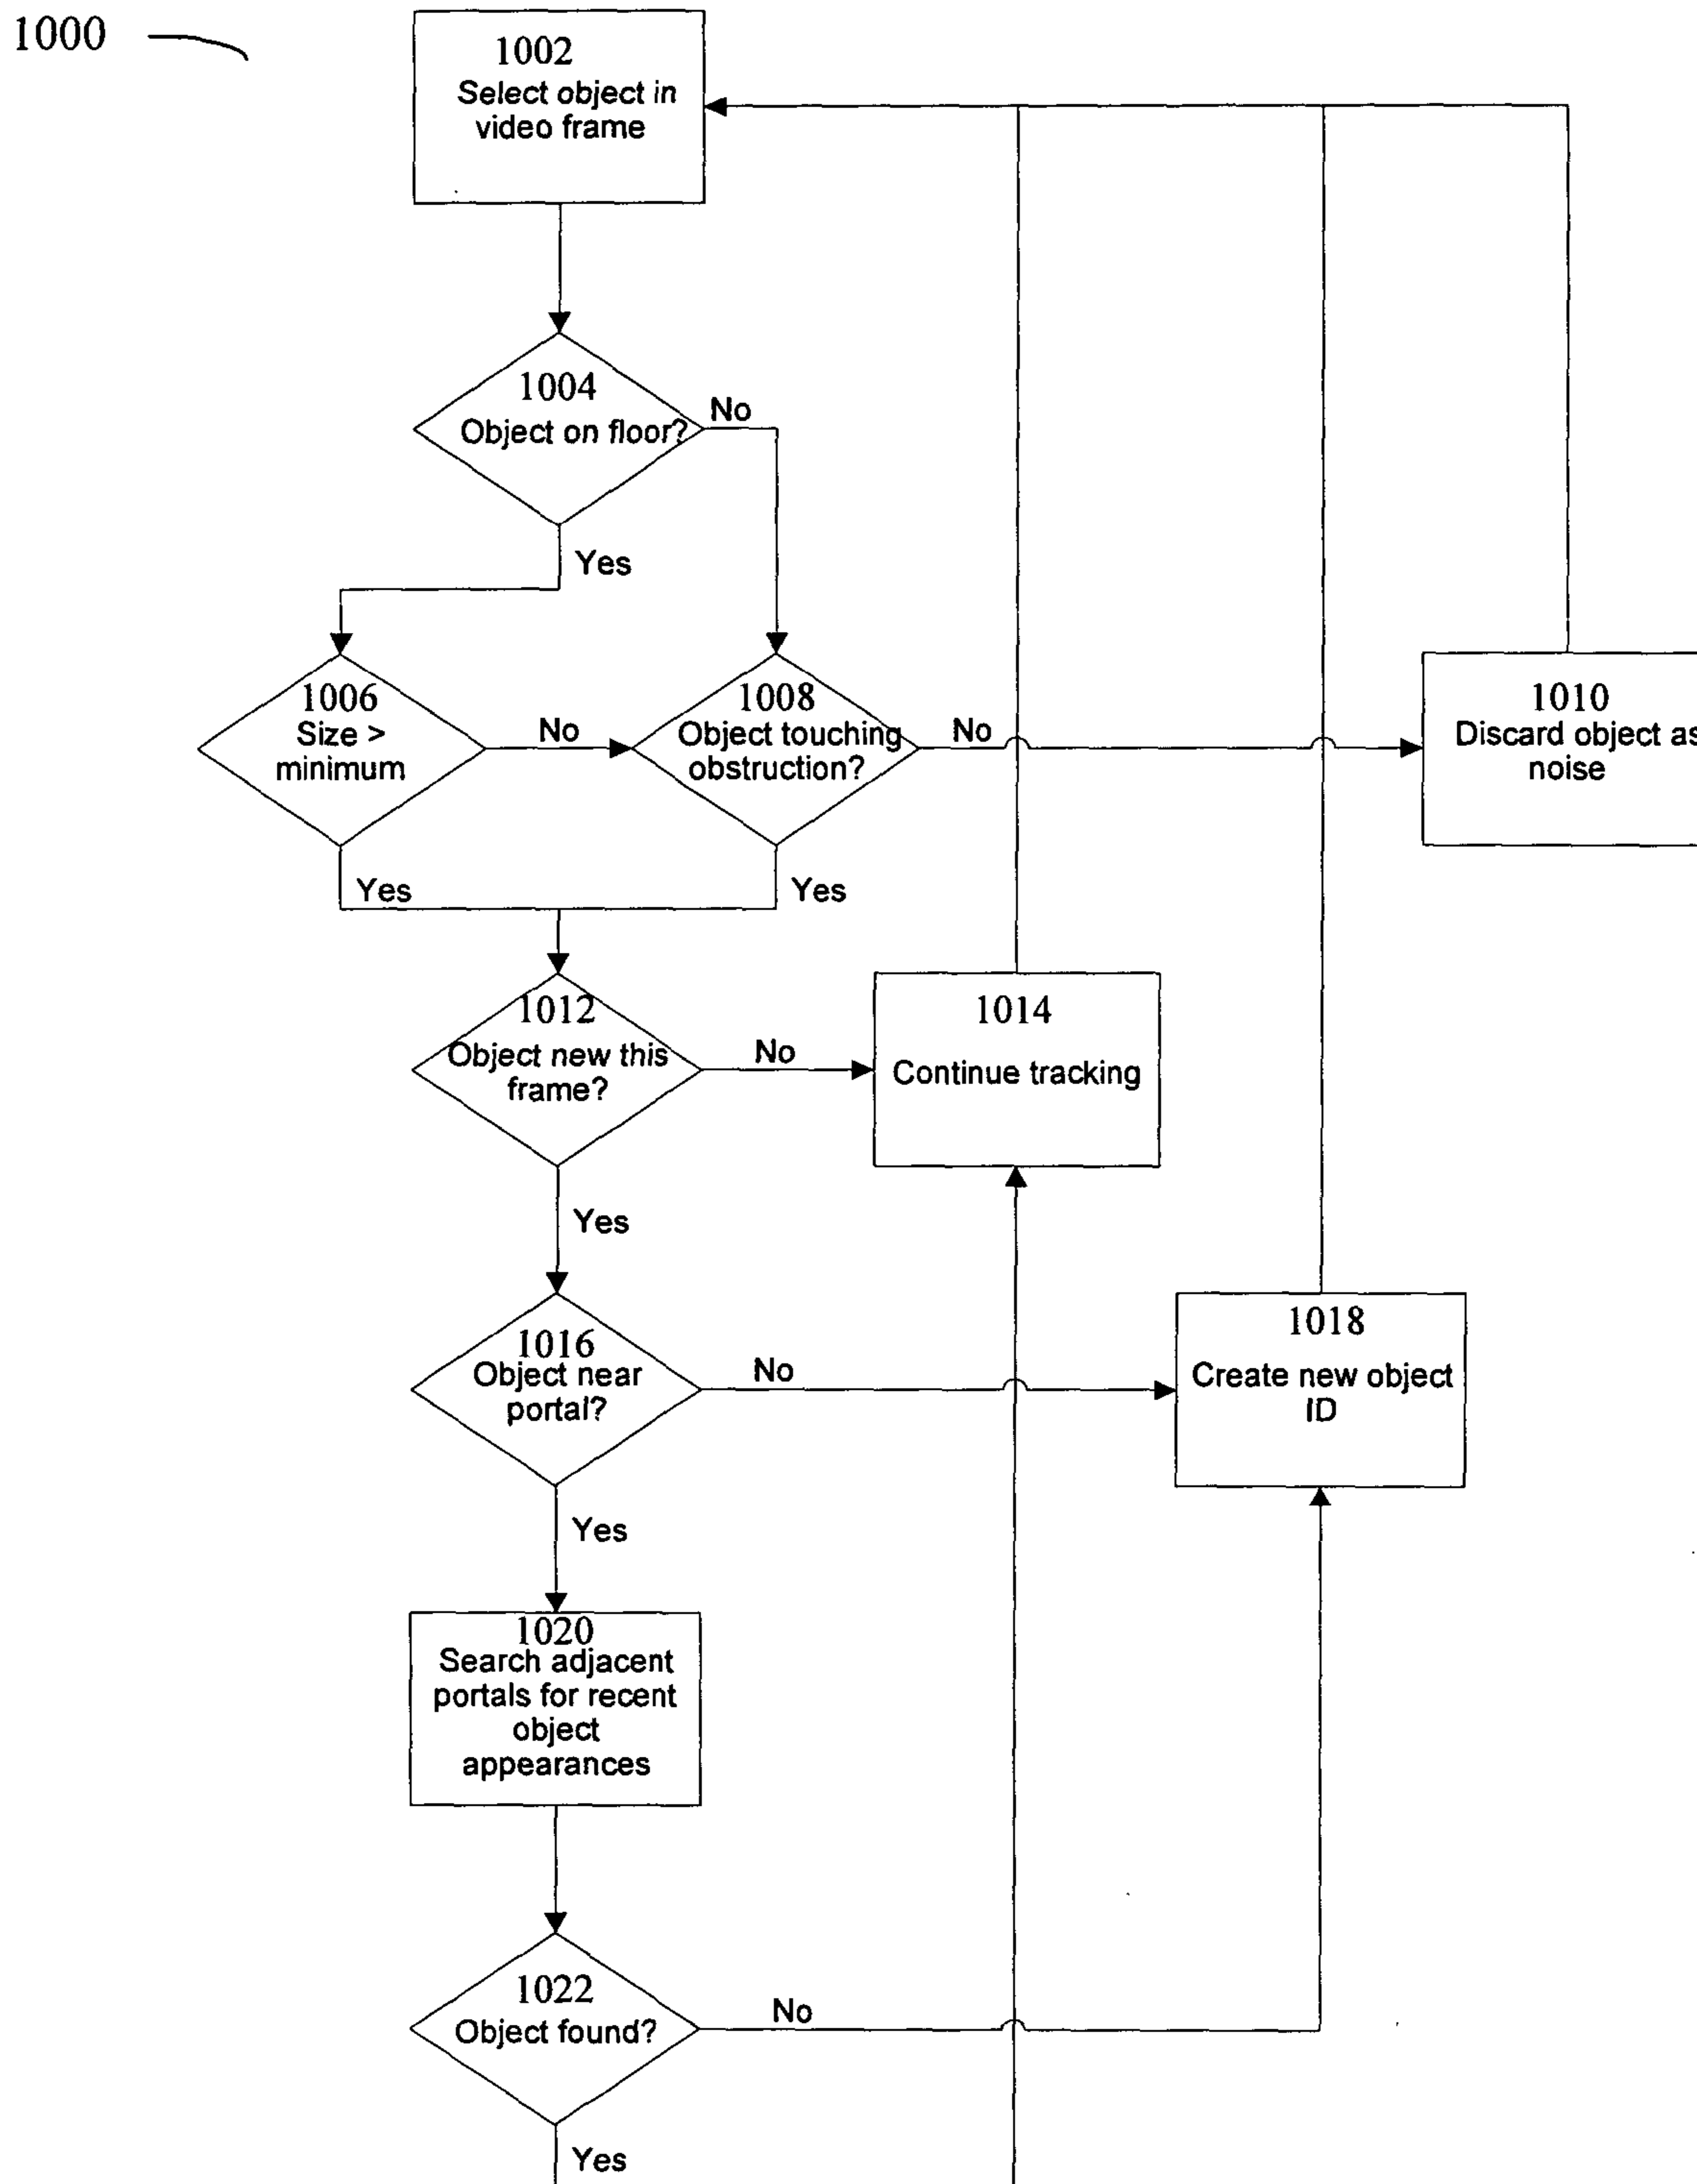 1000
1002
Select object in
video frame
1004
Object on floor?
No
Yes
1006
Size >
minimum
No
1008
Object touching
obstruction?
No
1010
Discard object as
noise
Yes
Yes
1012
Object new this
frame?
No
1014
Continue tracking
Yes
1016
Object near
portal?
No
1018
Create new object
ID
Yes
1020
Search adjacent
portals for recent
object
appearances
1022
Object found?
No
Yes